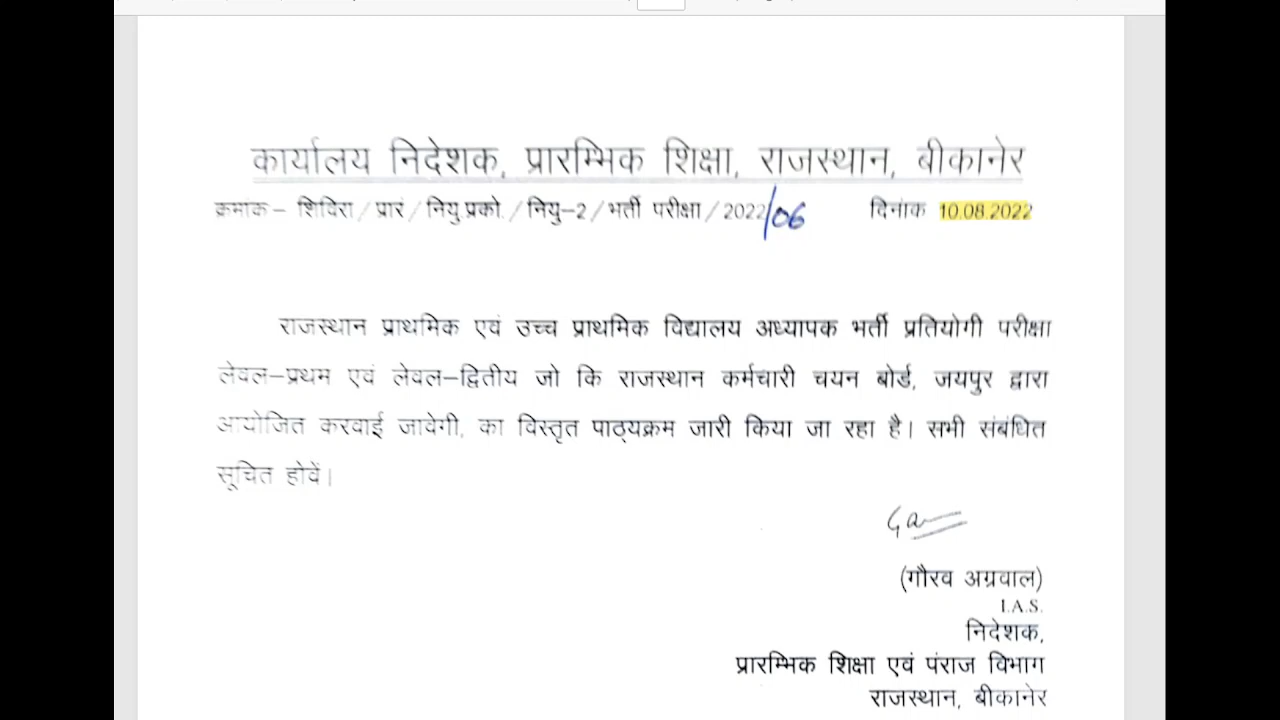 कार्यालय निदेशक, प्रारम्भिक शिक्षा, राजस्थान, बीकानेर
क्रमांक– शिविरा / प्रारं / नियु.प्रको. / नियु–2 / भर्ती परीक्षा / 2022/06 दिनांक 10.08.2022
राजस्थान प्राथमिक एवं उच्च प्राथमिक विद्यालय अध्यापक भर्ती प्रतियोगी परीक्षा
लेवल–प्रथम एवं लेवल–द्वितीय जो कि राजस्थान कर्मचारी चयन बोर्ड, जयपुर द्वारा
आयोजित करवाई जावेगी, का विस्तृत पाठ्यक्रम जारी किया जा रहा है। सभी संबंधित
सूचित होवें।
(गौरव अग्रवाल)
I.A.S.
निदेशक,
प्रारम्भिक शिक्षा एवं पंराज विभाग
राजस्थान, बीकानेर